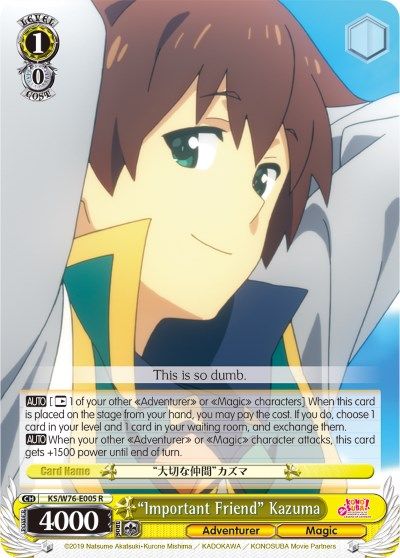 LEVEL
1
0
COST
This is so dumb.
AUTO [ 1 of your other «Adventurer» or «Magic» characters] When this card
is placed on the stage from your hand, you may pay the cost. If you do, choose 1
card in your level and 1 card in your waiting room, and exchange them.
AUTO When your other «Adventurer» or «Magic» character attacks, this card
gets +1500 power until end of turn.
Card Name
“大切な仲間”カズマ
CH KS/W76-E005 R
“Important Friend” Kazuma
POWER
4000
SOUL
Adventurer
Magic
KONO SUBA!
©2019 Natsume Akatsuki・Kurone Mishima / KADOKAWA / KONOSUBA Movie Partners